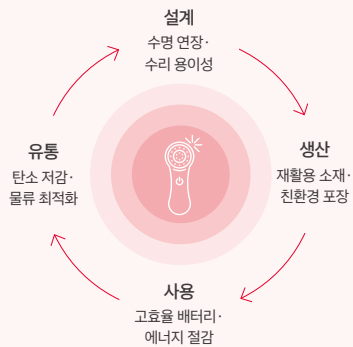 설계
수명 연장·
수리 용이성
생산
재활용 소재·
친환경 포장
사용
고효율 배터리·
에너지 절감
유통
탄소 저감·
물류 최적화